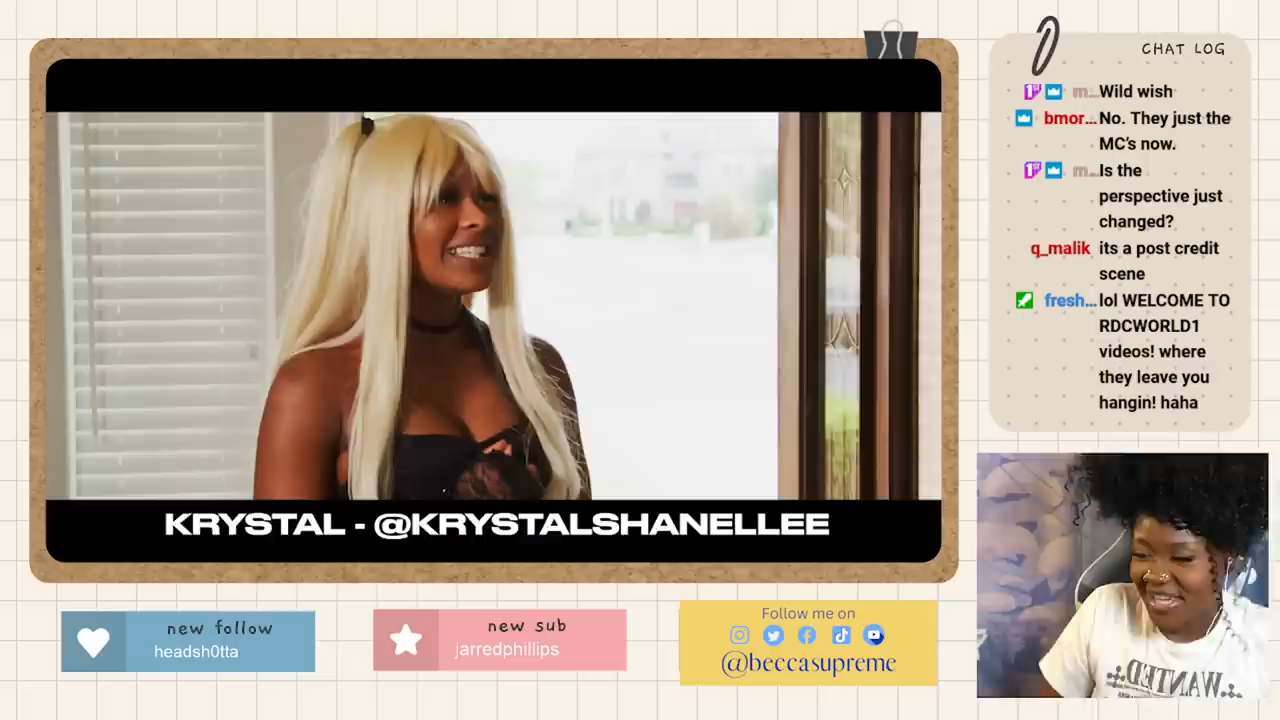 CHAT LOG
m... Wild wish
bmor... No. They just the
MC's now.
m... Is the
perspective just
changed?
q_malik its a post credit
scene
fresh... lol WELCOME TO
RDCWORLD1
videos! where
they leave you
hangin! haha
KRYSTAL - @KRYSTALSHANELLEE
new follow
headsh0tta
new sub
jarredphillips
Follow me on
@beccasupreme
WANTED